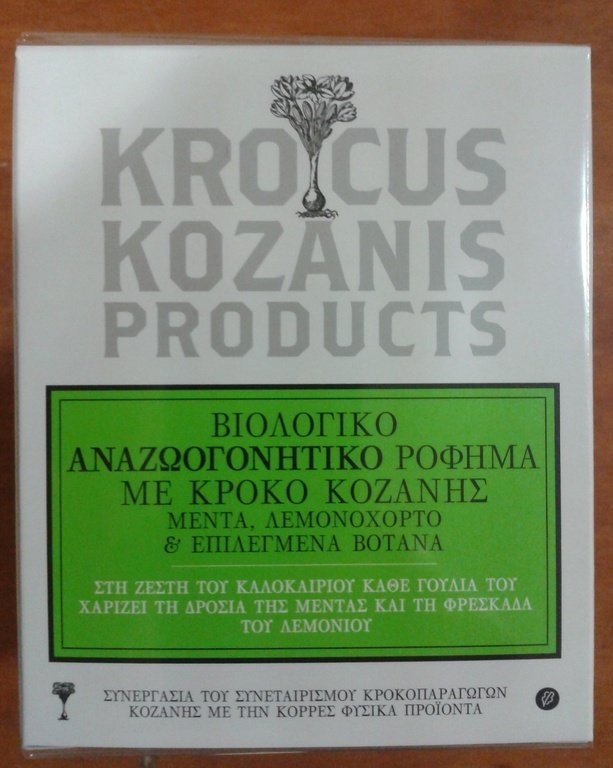 KROCUS
KOZANIS
PRODUCTS
ΒΙΟΛΟΓΙΚΟ
ΑΝΑΖΩΟΓΟΝΗΤΙΚΟ ΡΟΦΗΜΑ
ΜΕ ΚΡΟΚΟ ΚΟΖΑΝΗΣ
ΜΕΝΤΑ, ΛΕΜΟΝΟΧΟΡΤΟ
& ΕΠΙΛΕΓΜΕΝΑ ΒΟΤΑΝΑ
ΣΤΗ ΖΕΣΤΗ ΤΟΥ ΚΑΛΟΚΑΙΡΙΟΥ ΚΑΘΕ ΓΟΥΛΙΑ ΤΟΥ
ΧΑΡΙΖΕΙ ΤΗ ΔΡΟΣΙΑ ΤΗΣ ΜΕΝΤΑΣ ΚΑΙ ΤΗ ΦΡΕΣΚΑΔΑ
ΤΟΥ ΛΕΜΟΝΙΟΥ
ΣΥΝΕΡΓΑΣΙΑ ΤΟΥ ΣΥΝΕΤΑΙΡΙΣΜΟΥ ΚΡΟΚΟΠΑΡΑΓΩΓΩΝ
ΚΟΖΑΝΗΣ ΜΕ ΤΗΝ ΚΟΡΡΕΣ ΦΥΣΙΚΑ ΠΡΟΪΟΝΤΑ